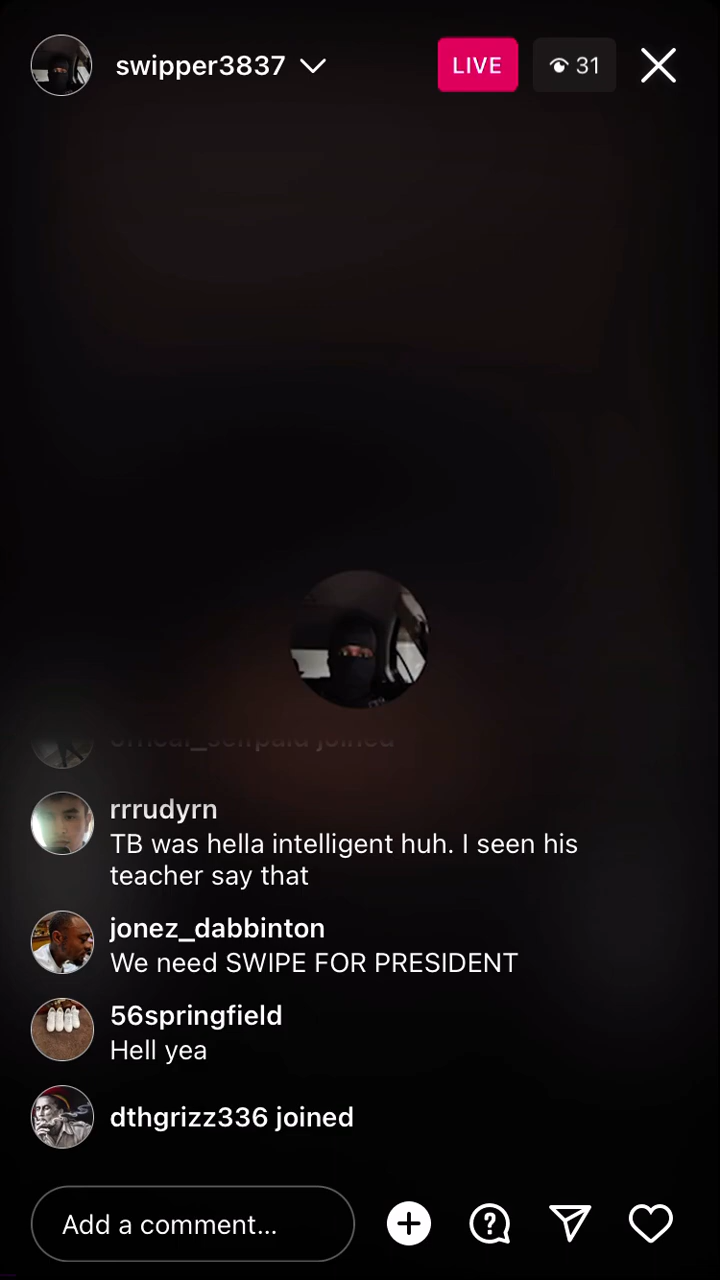 swipper3837
LIVE
31
joined
rrrudyrn
TB was hella intelligent huh. I seen his
teacher say that
jonez_dabbinton
We need SWIPE FOR PRESIDENT
56springfield
Hell yea
dthgrizz336 joined
Add a comment...